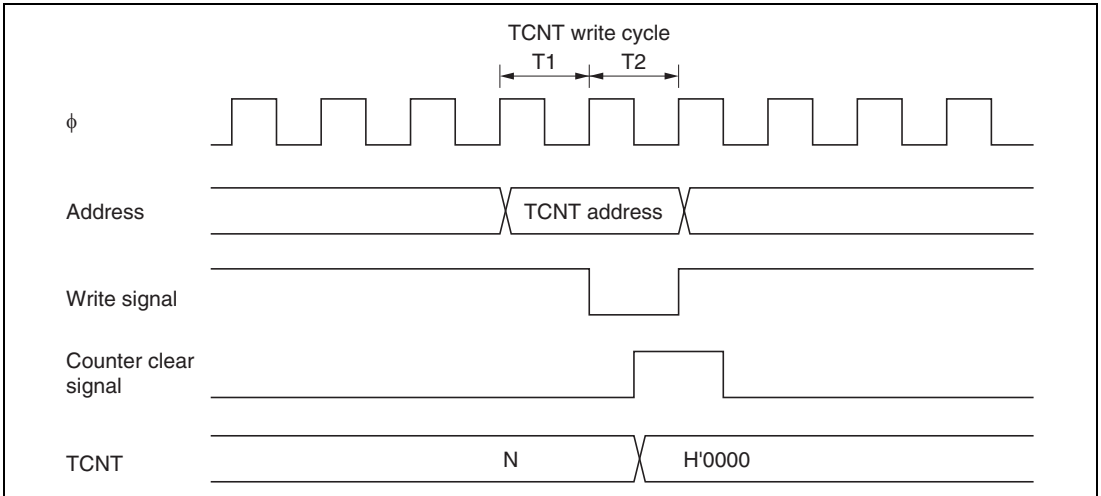 TCNT write cycle
T1 T2
ϕ
Address
TCNT address
Write signal
Counter clear
signal
TCNT
N
H'0000